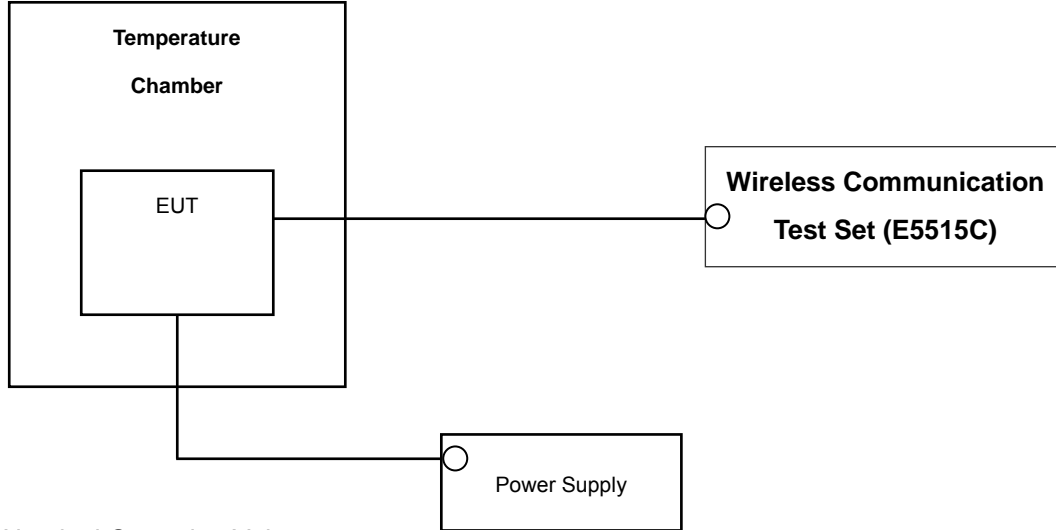 Temperature
Chamber
EUT
Wireless Communication
Test Set (E5515C)
Power Supply